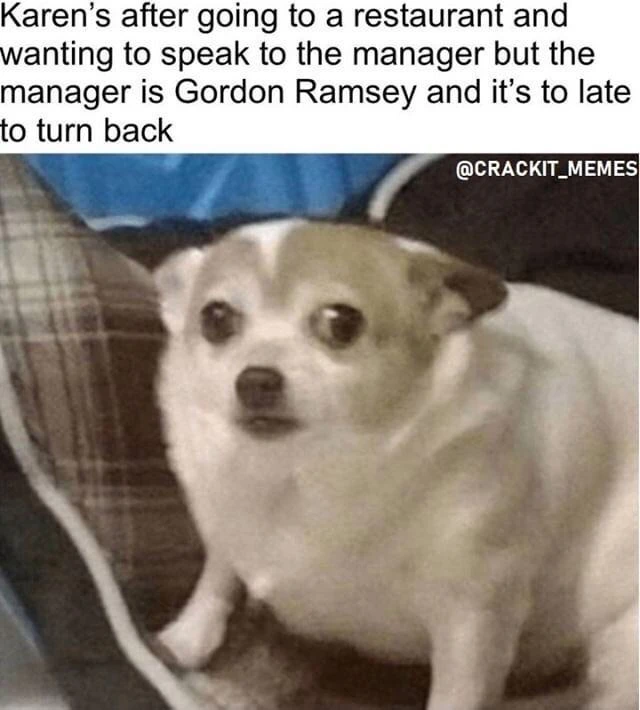 Karen's after going to a restaurant and
wanting to speak to the manager but the
manager is Gordon Ramsey and it's to late
to turn back
@CRACKIT_MEMES